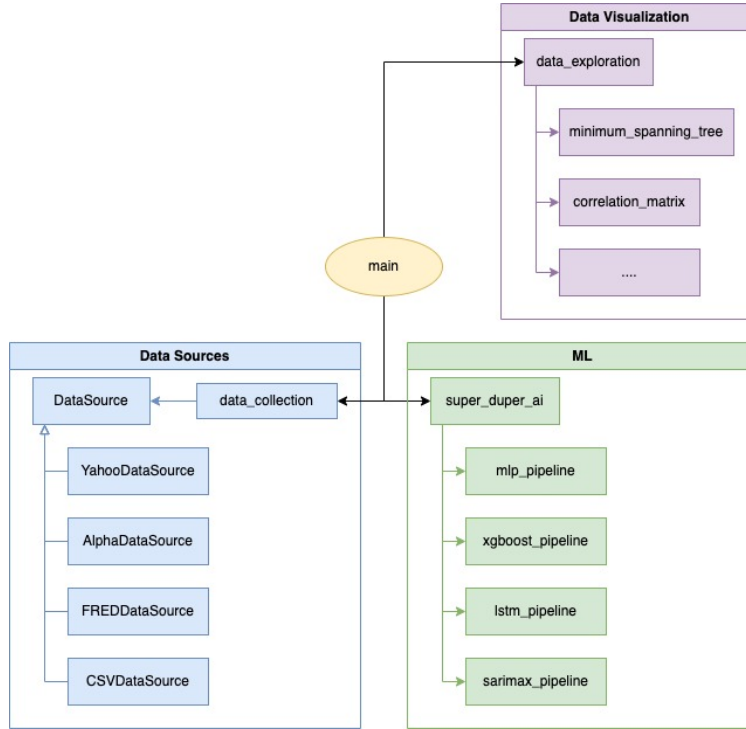 Data Visualization
data_exploration
minimum_spanning_tree
correlation_matrix
....
main
Data Sources
DataSource
data_collection
YahooDataSource
AlphaDataSource
FREDDataSource
CSVDataSource
ML
super_duper_ai
mlp_pipeline
xgboost_pipeline
lstm_pipeline
sarimax_pipeline